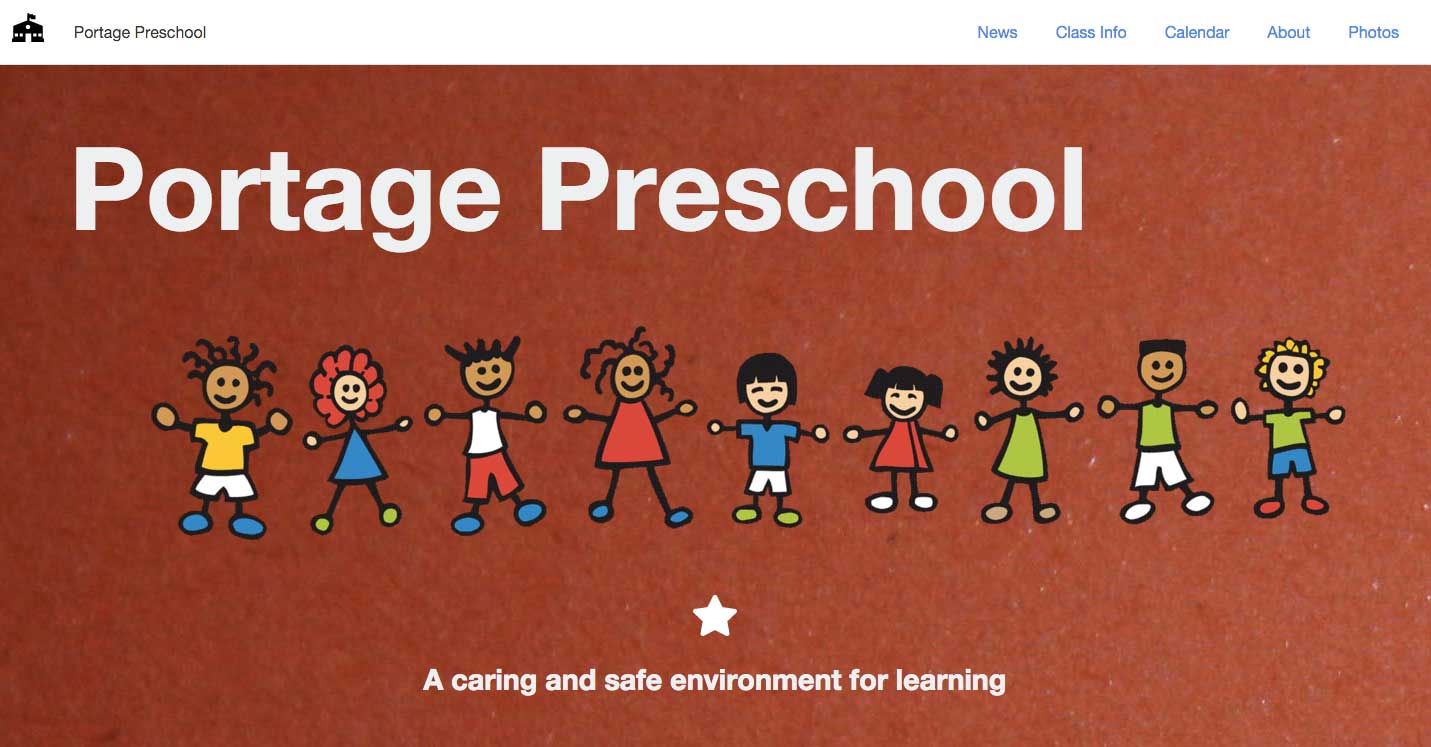 Portage Preschool
News
Class Info
Calendar
About
Photos
Portage Preschool
A caring and safe environment for learning